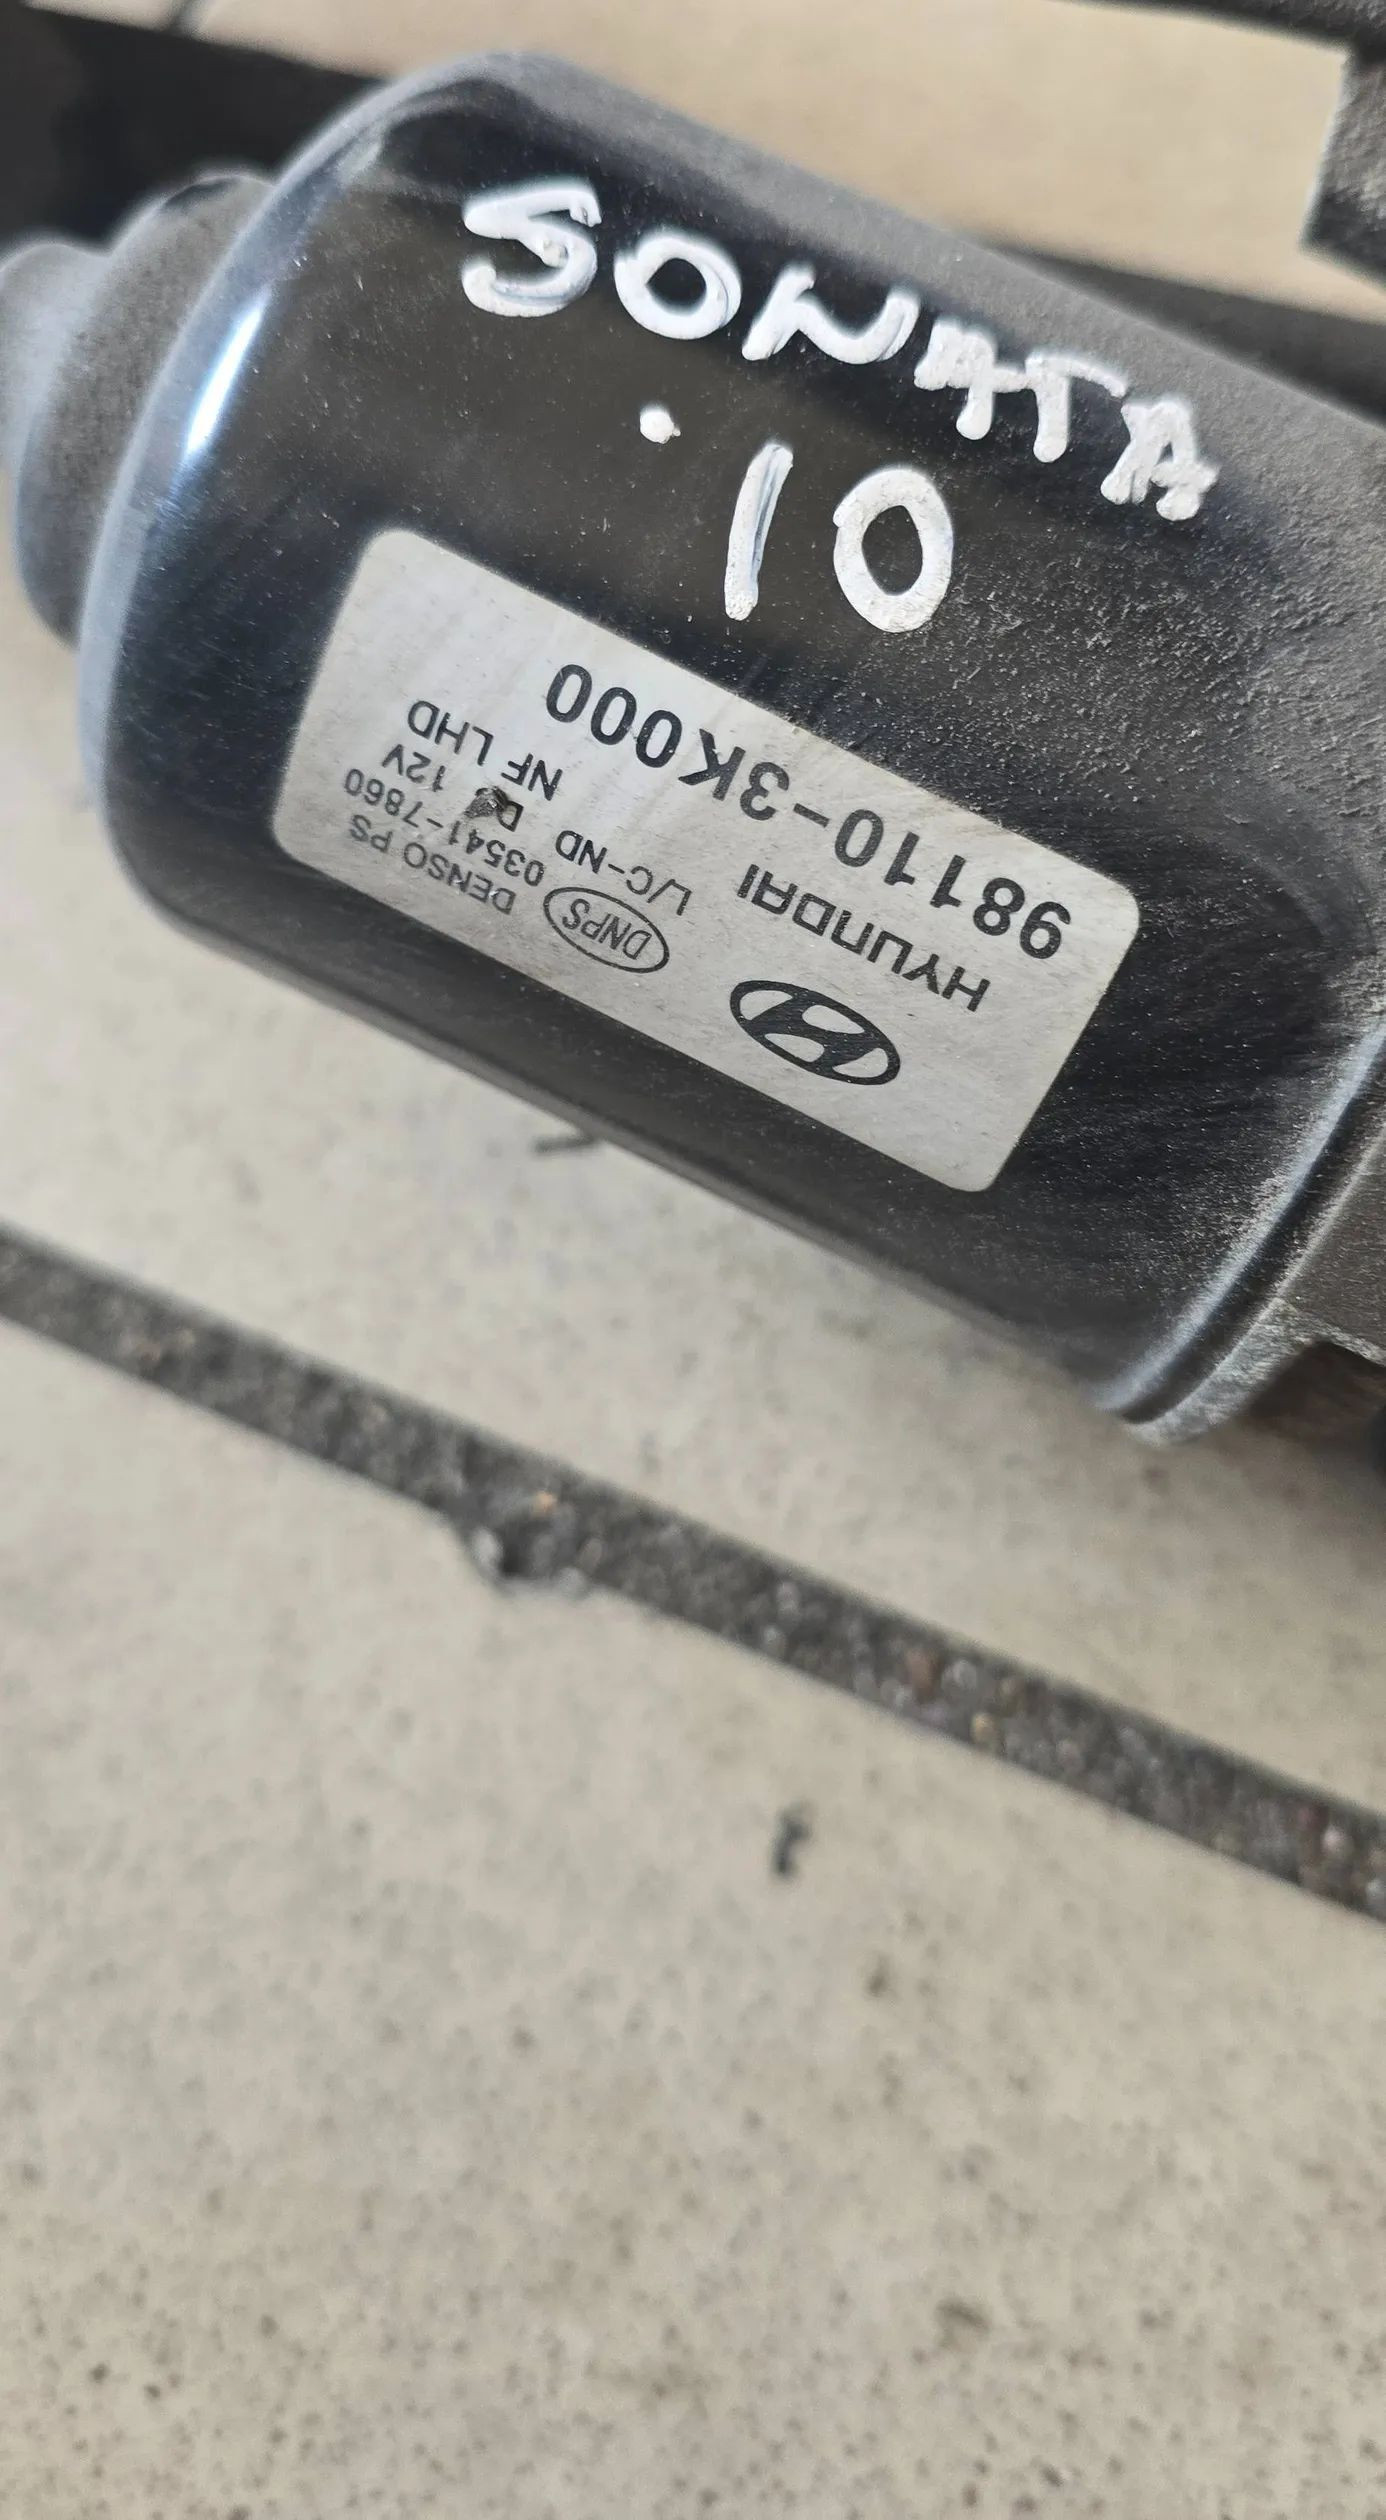 SONATA
.10
98110-3K000
HYUNDAI
L/C-ND
NF LHD
12V
DNPS
03541-7860
DENSO PS